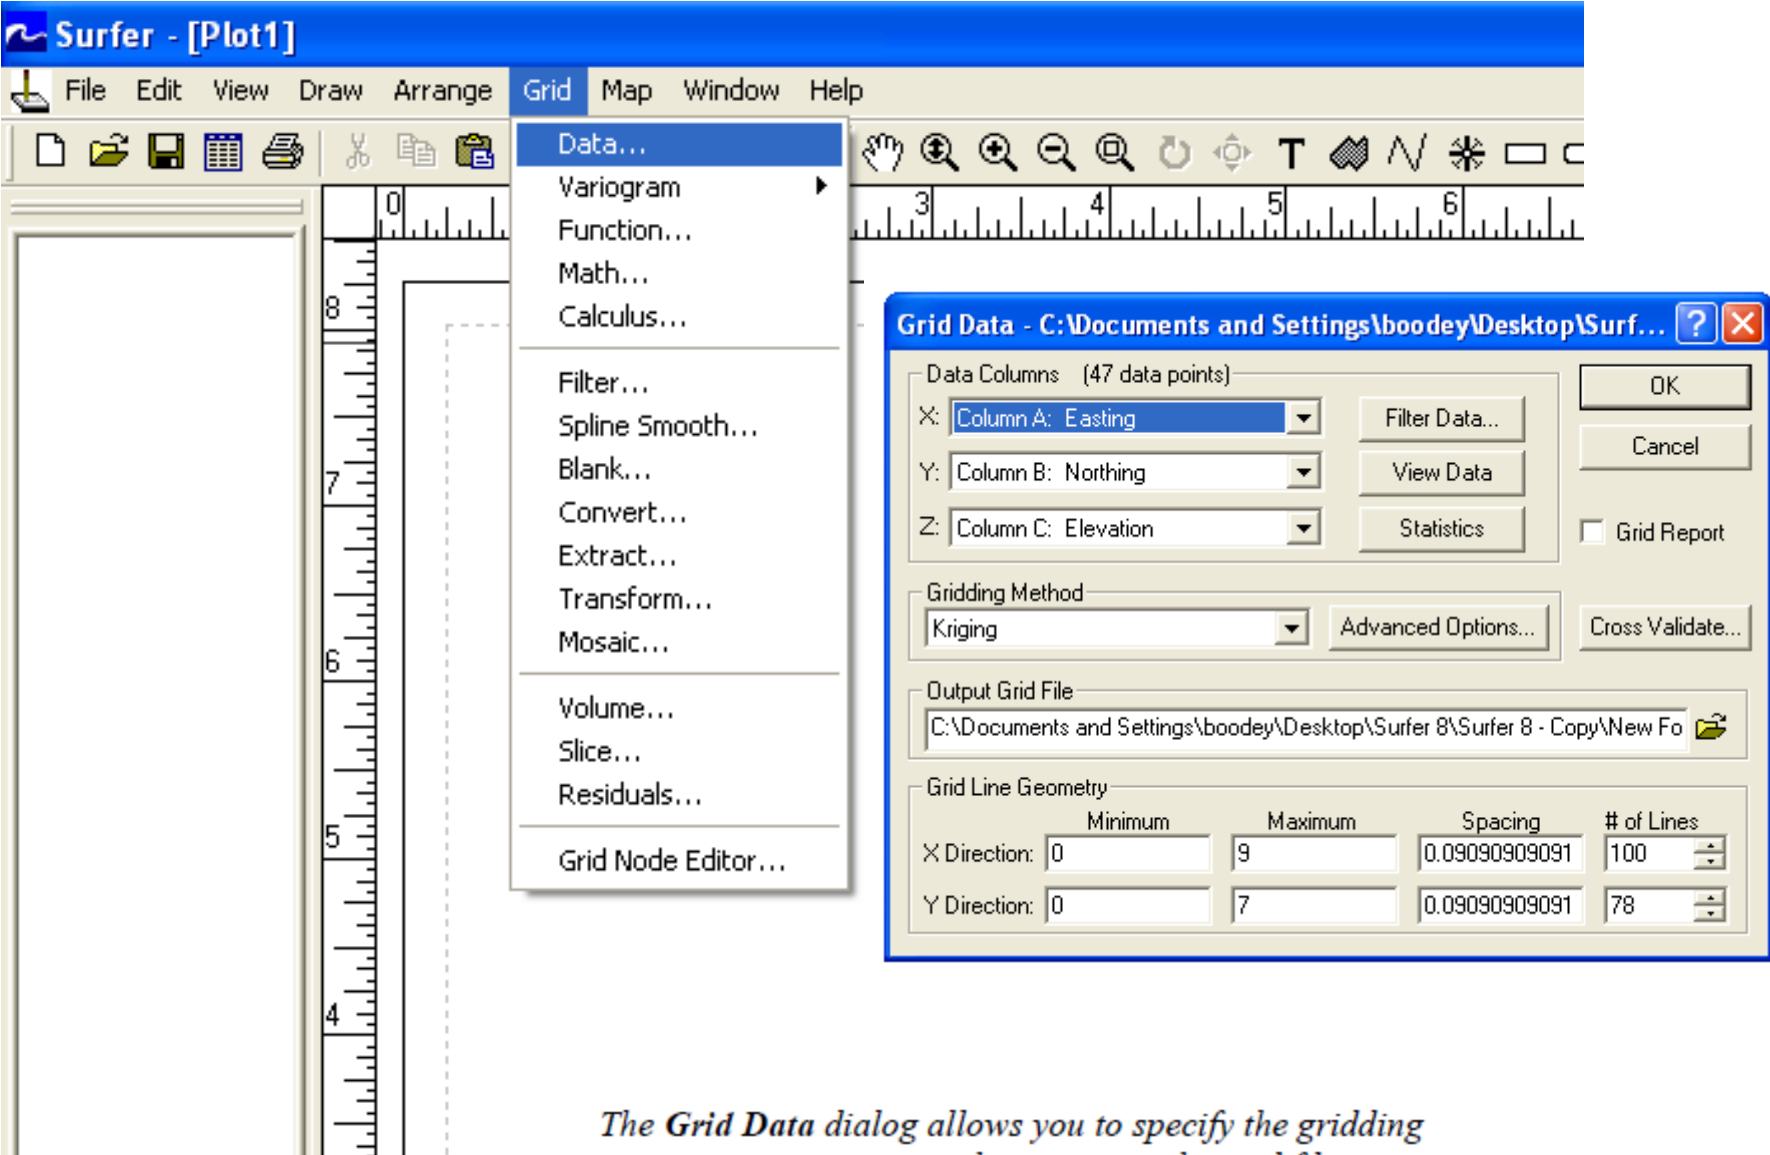 Surfer - [Plot1]
File Edit View Draw Arrange Grid Map Window Help
T
0 3 4 5 6
8
7
6
5
4
Data...
Variogram
Function...
Math...
Calculus...
Filter...
Spline Smooth...
Blank...
Convert...
Extract...
Transform...
Mosaic...
Volume...
Slice...
Residuals...
Grid Node Editor...
Grid Data - C:\Documents and Settings\boodey\Desktop\Surf...
Data Columns (47 data points)
X: Column A: Easting
Y: Column B: Northing
Z: Column C: Elevation
Filter Data...
View Data
Statistics
OK
Cancel
Grid Report
Gridding Method
Kriging
Advanced Options...
Cross Validate...
Output Grid File
C:\Documents and Settings\boodey\Desktop\Surfer 8\Surfer 8 - Copy\New Fo
Grid Line Geometry
Minimum Maximum Spacing # of Lines
X Direction: 0 9 0.09090909091 100
Y Direction: 0 7 0.09090909091 78
The Grid Data dialog allows you to specify the gridding